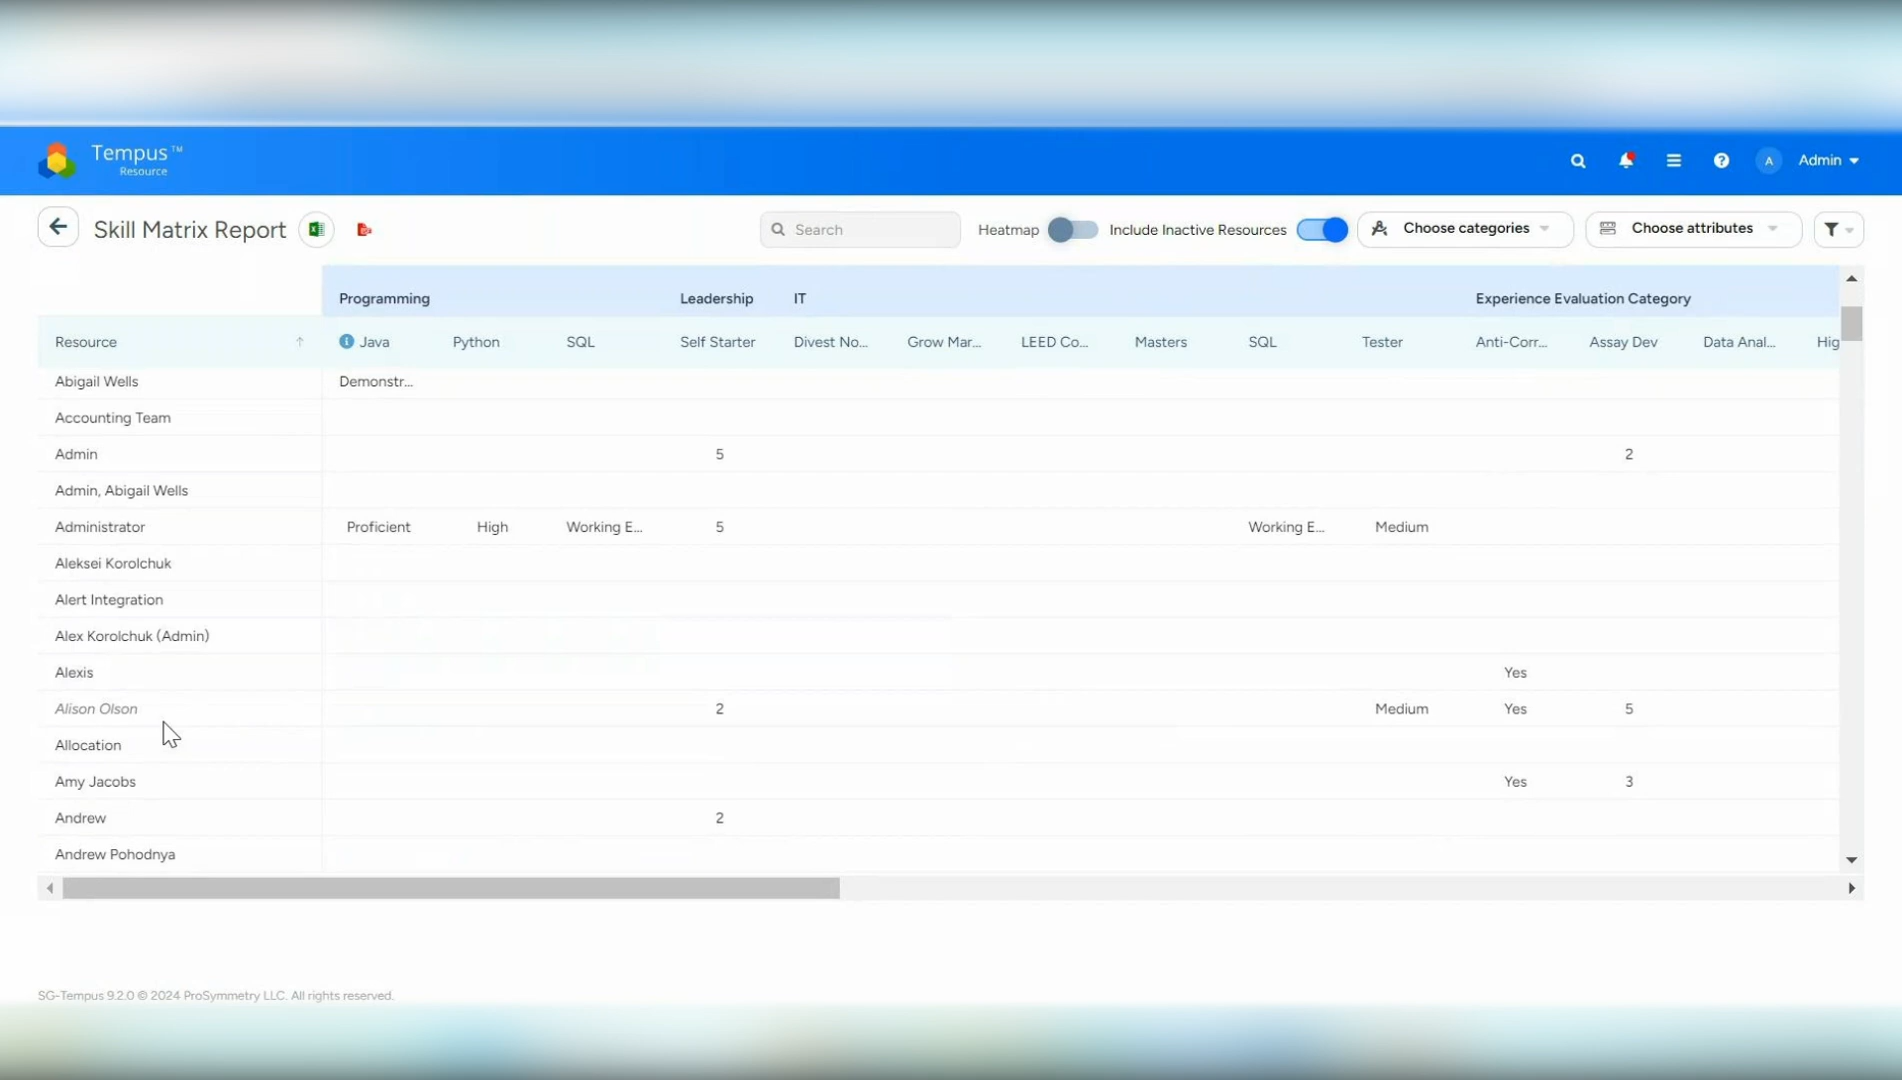 Tempus™
Resource
A Admin
Skill Matrix Report Search Heatmap Include Inactive Resources Choose categories Choose attributes
Programming Leadership IT Experience Evaluation Category
Resource Java Python SQL Self Starter Divest No... Grow Mar... LEED Co... Masters SQL Tester Anti-Corr... Assay Dev Data Anal... Hig
Abigail Wells Demonstr...
Accounting Team
Admin 5 2
Admin, Abigail Wells
Administrator Proficient High Working E... 5 Working E... Medium
Aleksei Korolchuk
Alert Integration
Alex Korolchuk (Admin)
Alexis Yes
Alison Olson 2 Medium Yes 5
Allocation
Amy Jacobs Yes 3
Andrew 2
Andrew Pohodnya
SG-Tempus 9.2.0 © 2024 ProSymmetry LLC. All rights reserved.